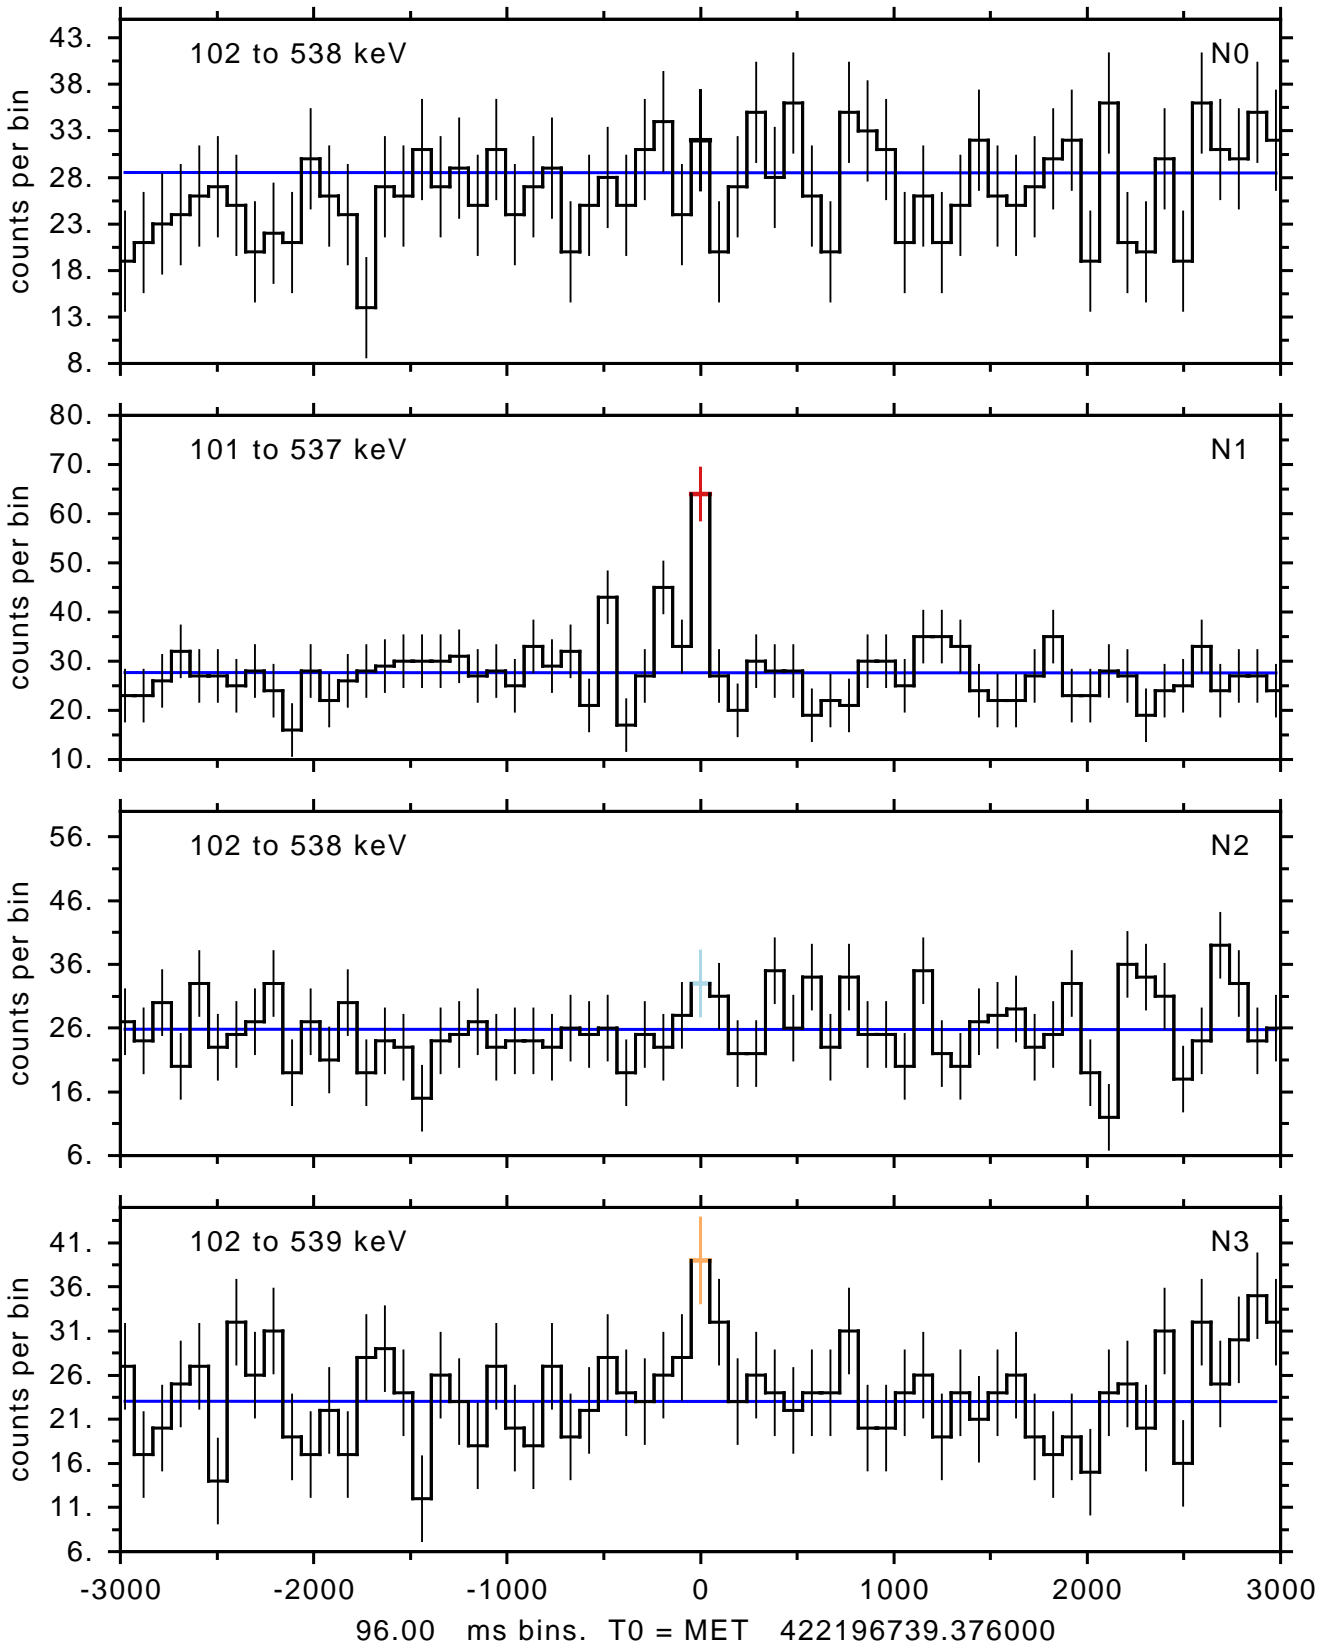 43.
38.
33.
28.
23.
18.
13.
8.
counts per bin
102 to 538 keV
N0
80.
70.
60.
50.
40.
30.
20.
10.
counts per bin
101 to 537 keV
N1
56.
46.
36.
26.
16.
6.
counts per bin
102 to 538 keV
N2
41.
36.
31.
26.
21.
16.
11.
6.
counts per bin
102 to 539 keV
N3
-3000 -2000 -1000 0 1000 2000 3000
96.00 ms bins. T0 = MET 422196739.376000